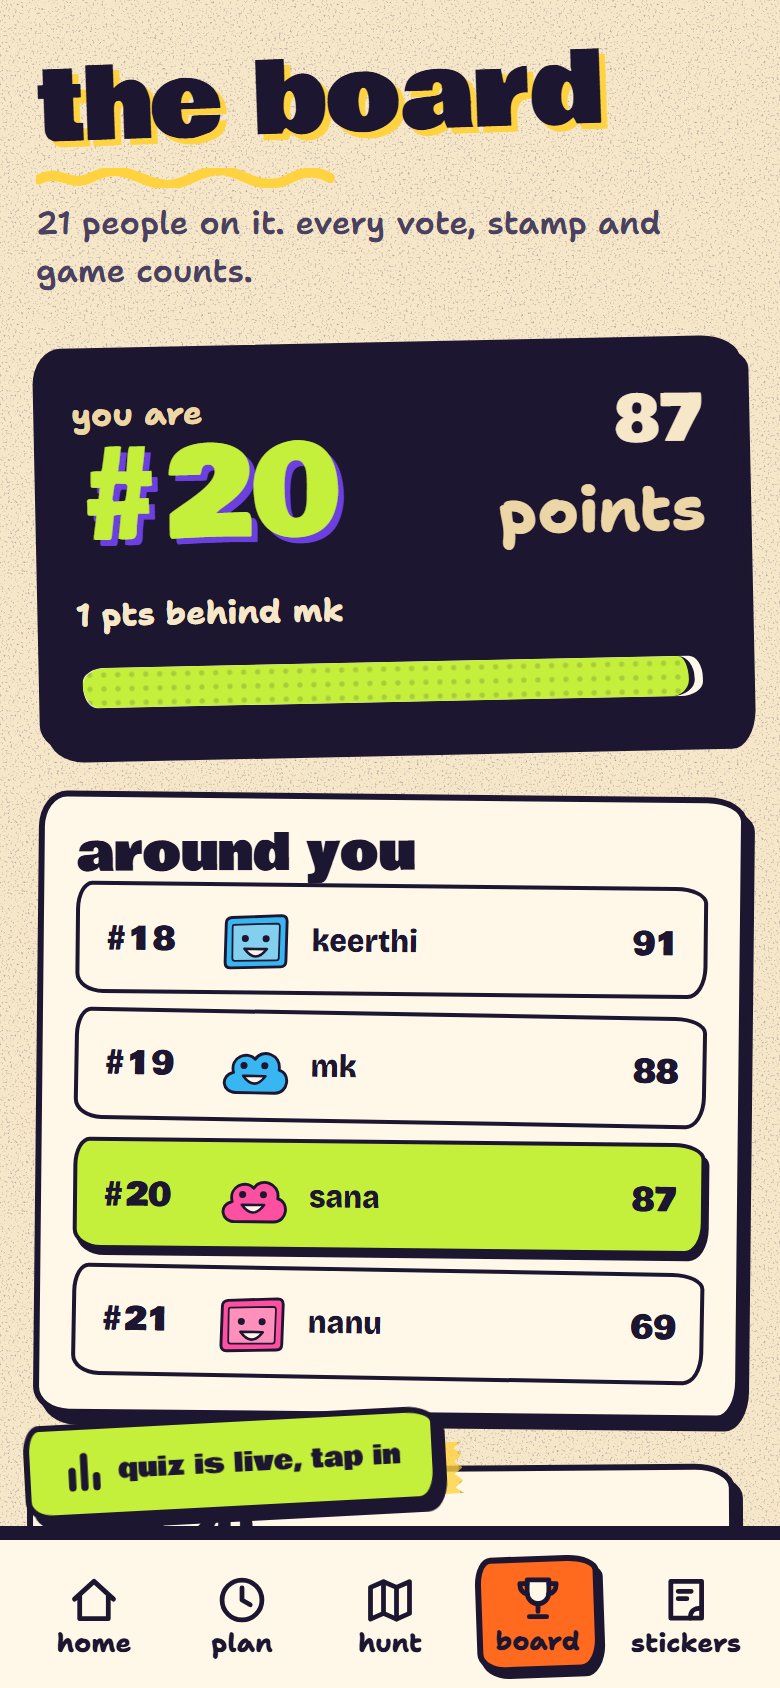 the board
21 people on it. every vote, stamp and
game counts.
you are
#20
87
points
1 pts behind mk
around you
#18 keerthi 91
#19 mk 88
#20 sana 87
#21 nanu 69
quiz is live, tap in
home plan hunt board stickers